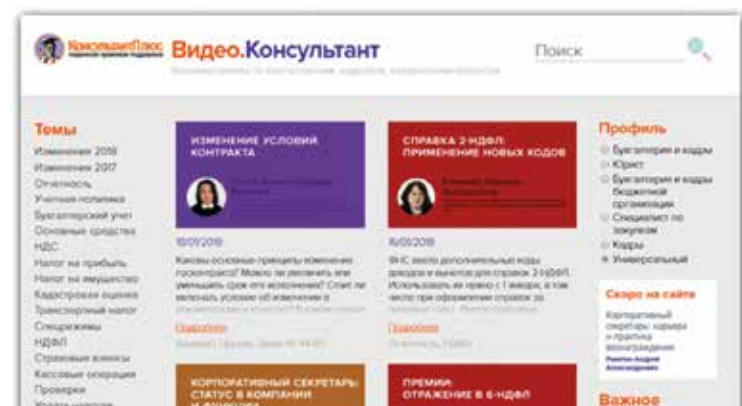 КонсультантПлюс
Видео.Консультант
Поиск
Темы
Изменения 2018
Изменения 2017
Отчетность
Учетная политика
Бухгалтерский учет
Основные средства
НДС
Налог на прибыль
Налог на имущество
Кадастровая оценка
Транспортный налог
Спецрежимы
НДФЛ
Страховые взносы
Кассовые операции
Проверки
ИЗМЕНЕНИЕ УСЛОВИЙ
КОНТРАКТА
Каковы основные принципы изменения
госконтракта? Можно ли увеличить или
уменьшить срок его исполнения? Стоит ли
включать условие об изменении в
Подробнее
КОРПОРАТИВНЫЙ СЕКРЕТАРЬ:
СТАТУС В КОМПАНИИ
И ФУНКЦИИ
СПРАВКА 2-НДФЛ:
ПРИМЕНЕНИЕ НОВЫХ КОДОВ
16/01/2018
ФНС ввела дополнительные коды
доходов и вычетов для справок 2-НДФЛ.
Использовать их нужно с 1 января, в том
числе при оформлении справок за
Подробнее
ПРЕМИИ:
ОТРАЖЕНИЕ В 6-НДФЛ
Профиль
Бухгалтерия и кадры
Юрист
Бухгалтерия и кадры
бюджетной
организации
Специалист по
закупкам
Кадры
Универсальный
Скоро на сайте
Корпоративный
секретарь: карьера
и практика
вознаграждения
Андрей
Александрович
Важное